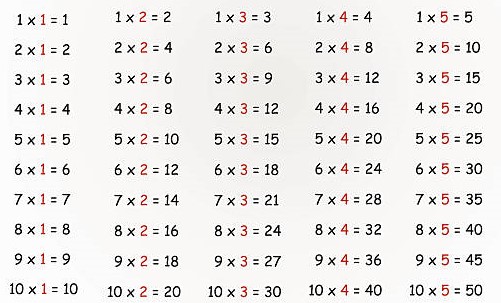 1 x 1 = 1 1 x 2 = 2 1 x 3 = 3 1 x 4 = 4 1 x 5 = 5
2 x 1 = 2 2 x 2 = 4 2 x 3 = 6 2 x 4 = 8 2 x 5 = 10
3 x 1 = 3 3 x 2 = 6 3 x 3 = 9 3 x 4 = 12 3 x 5 = 15
4 x 1 = 4 4 x 2 = 8 4 x 3 = 12 4 x 4 = 16 4 x 5 = 20
5 x 1 = 5 5 x 2 = 10 5 x 3 = 15 5 x 4 = 20 5 x 5 = 25
6 x 1 = 6 6 x 2 = 12 6 x 3 = 18 6 x 4 = 24 6 x 5 = 30
7 x 1 = 7 7 x 2 = 14 7 x 3 = 21 7 x 4 = 28 7 x 5 = 35
8 x 1 = 8 8 x 2 = 16 8 x 3 = 24 8 x 4 = 32 8 x 5 = 40
9 x 1 = 9 9 x 2 = 18 9 x 3 = 27 9 x 4 = 36 9 x 5 = 45
10 x 1 = 10 10 x 2 = 20 10 x 3 = 30 10 x 4 = 40 10 x 5 = 50